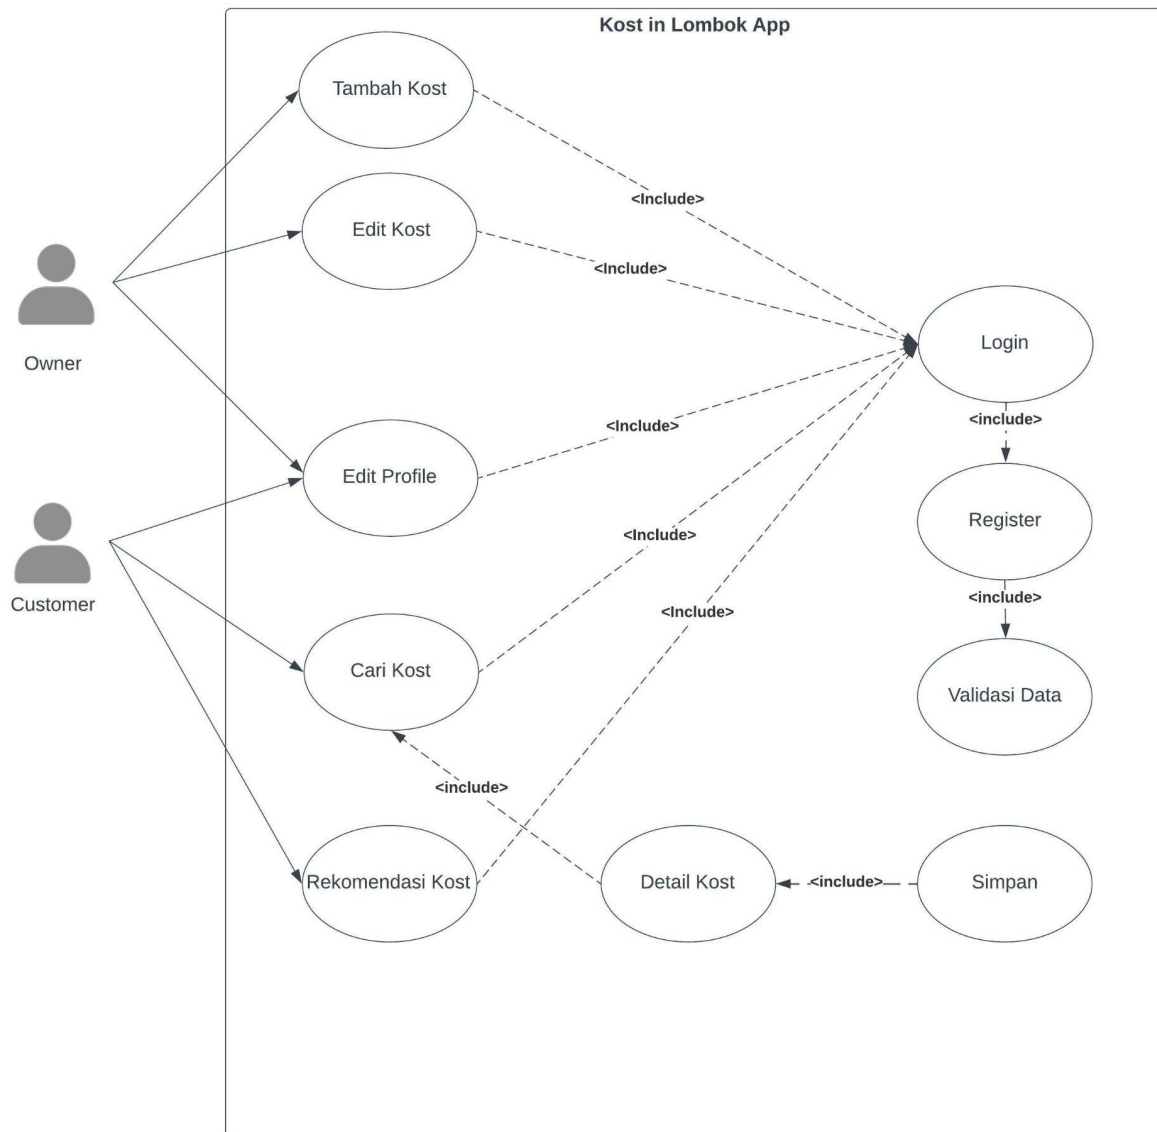 Kost in Lombok App
Tambah Kost
<Include>
Edit Kost
<Include>
Login
Owner
<include>
<Include>
Edit Profile
Register
<Include>
Customer
<include>
<Include>
Cari Kost
Validasi Data
<include>
Rekomendasi Kost
Detail Kost
<include>
Simpan